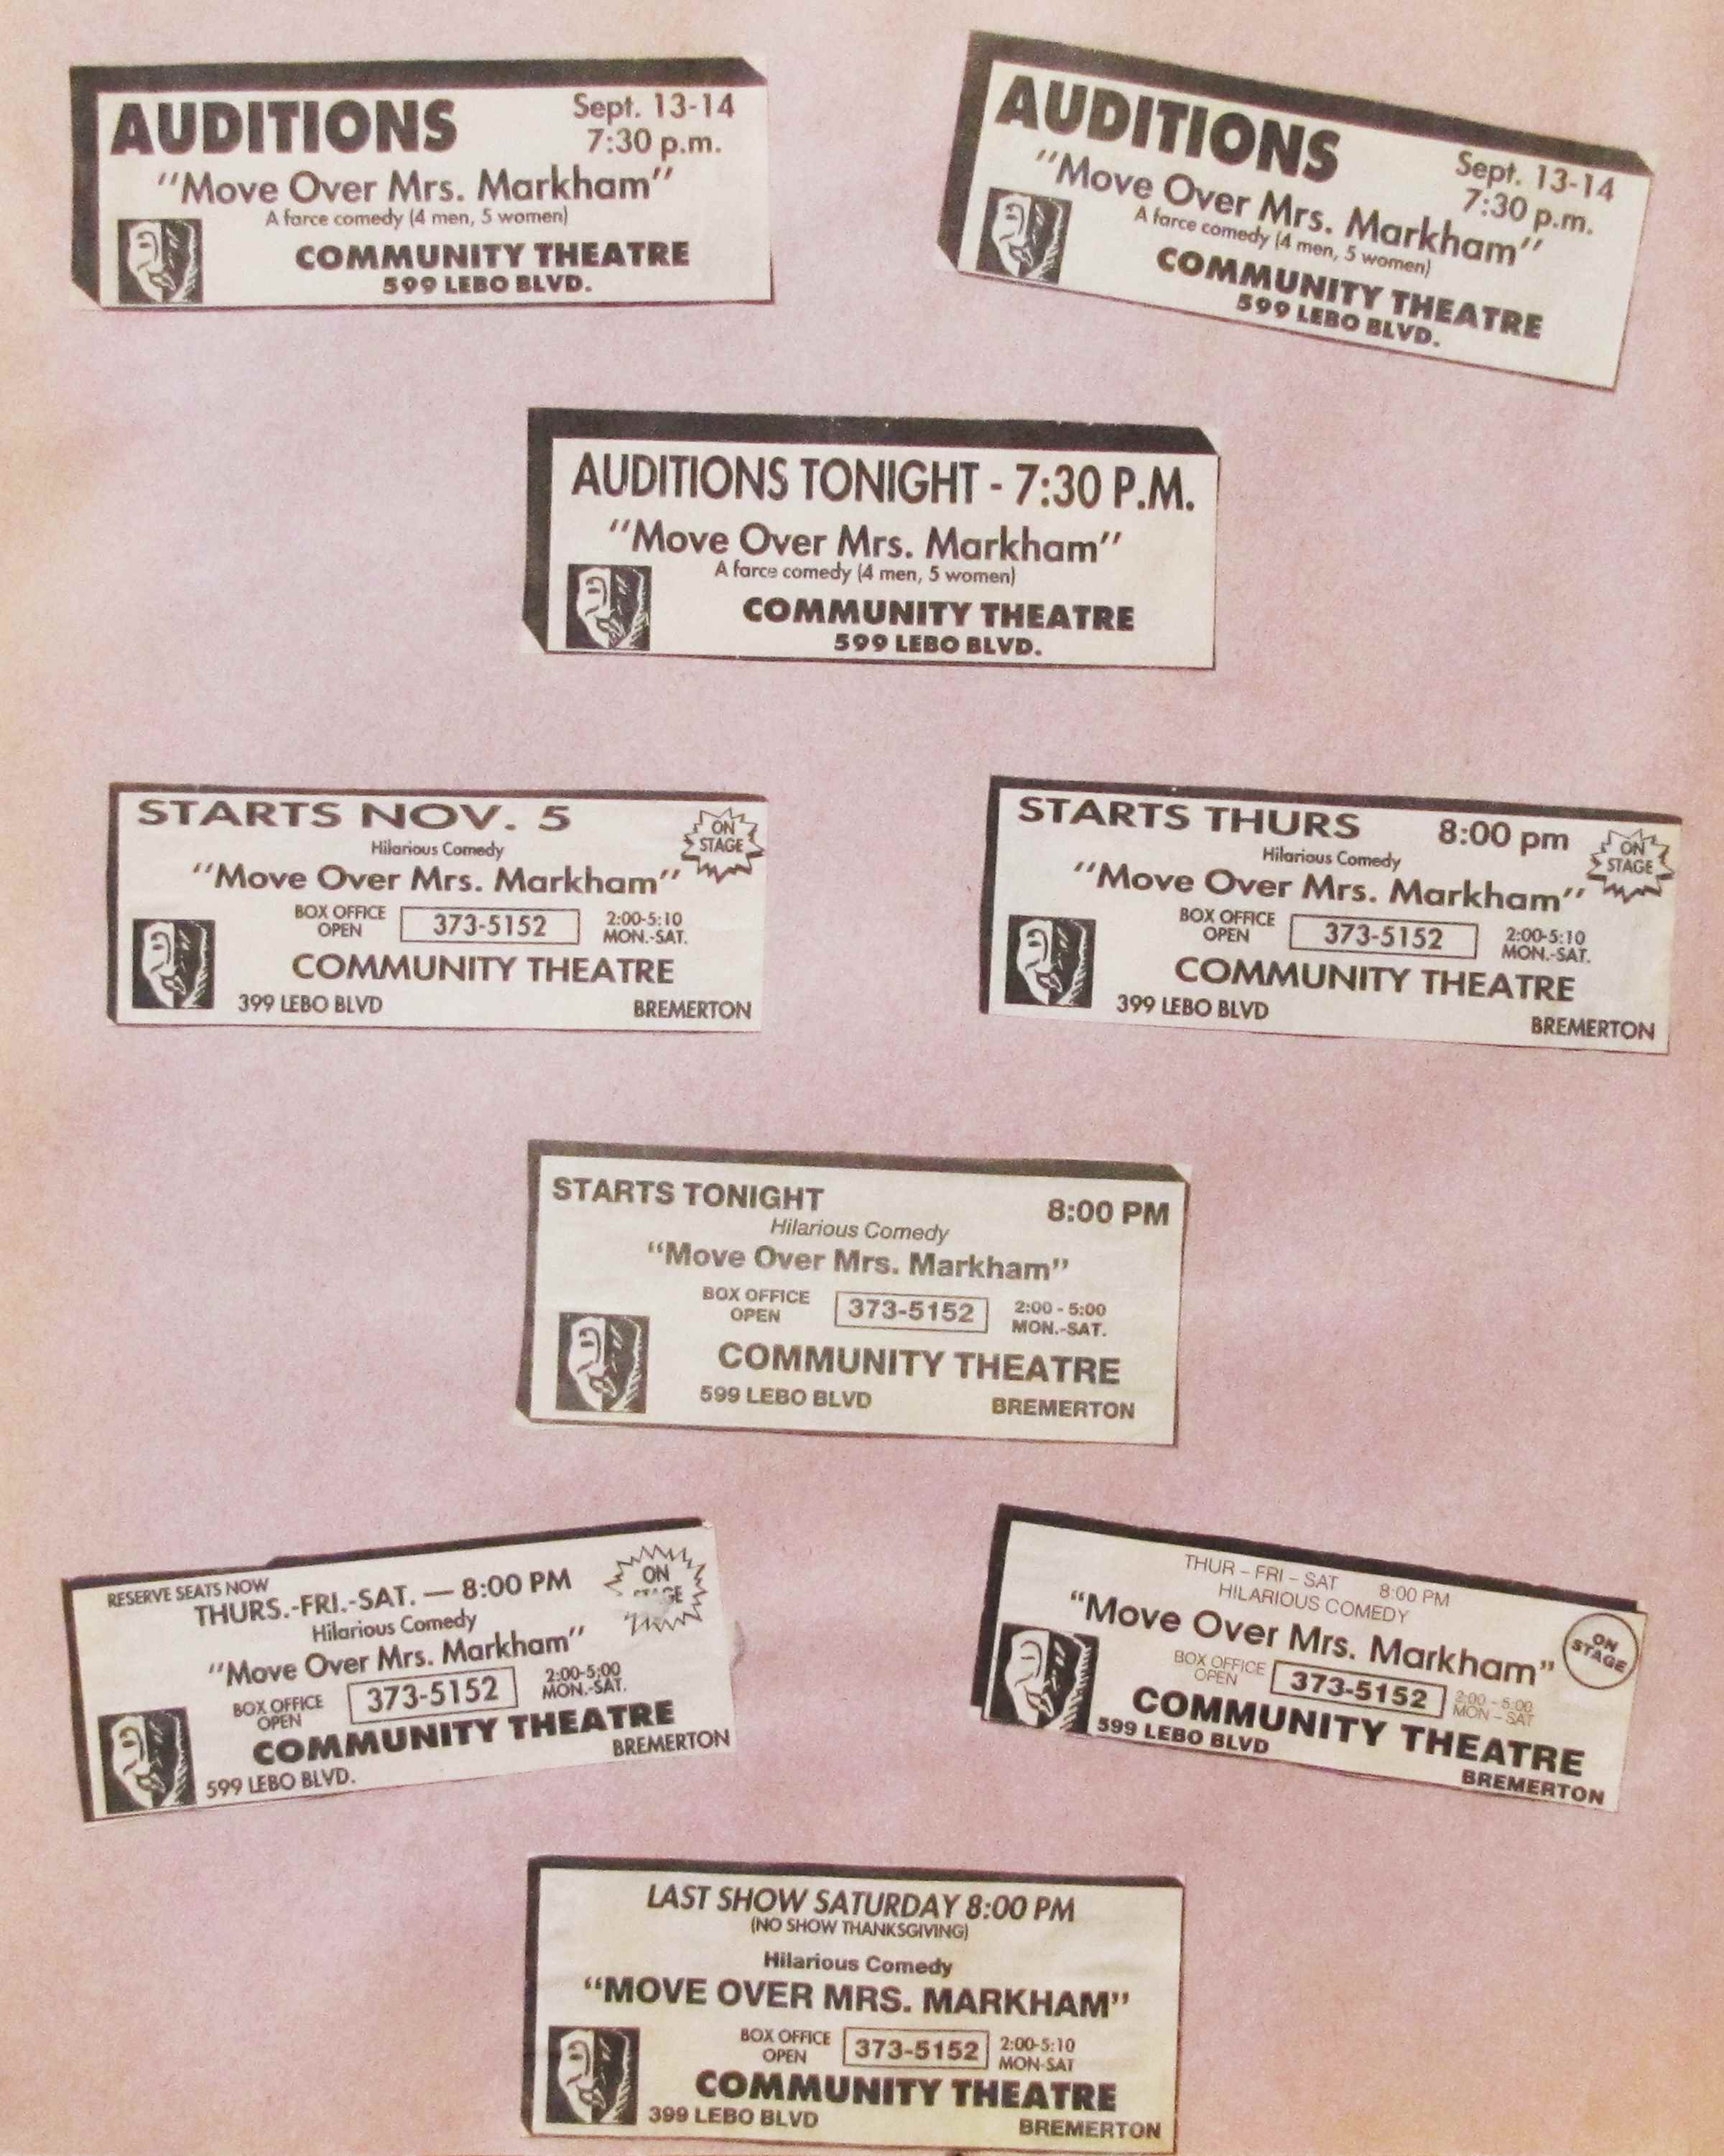 AUDITIONS Sept. 13-14
7:30 p.m.
"Move Over Mrs. Markham"
A farce comedy (4 men, 5 women)
COMMUNITY THEATRE
599 LEBO BLVD.
AUDITIONS Sept. 13-14
7:30 p.m.
"Move Over Mrs. Markham"
A farce comedy (4 men, 5 women)
COMMUNITY THEATRE
599 LEBO BLVD.
AUDITIONS TONIGHT - 7:30 P.M.
"Move Over Mrs. Markham"
A farce comedy (4 men, 5 women)
COMMUNITY THEATRE
599 LEBO BLVD.
STARTS NOV. 5
ON
STAGE
Hilarious Comedy
"Move Over Mrs. Markham"
BOX OFFICE
OPEN
373-5152
2:00-5:10
MON.-SAT.
COMMUNITY THEATRE
399 LEBO BLVD BREMERTON
STARTS THURS 8:00 pm
ON
STAGE
Hilarious Comedy
"Move Over Mrs. Markham"
BOX OFFICE
OPEN
373-5152
2:00-5:10
MON.-SAT.
COMMUNITY THEATRE
399 LEBO BLVD BREMERTON
STARTS TONIGHT 8:00 PM
Hilarious Comedy
"Move Over Mrs. Markham"
BOX OFFICE
OPEN
373-5152
2:00 - 5:00
MON.-SAT.
COMMUNITY THEATRE
599 LEBO BLVD BREMERTON
RESERVE SEATS NOW
THURS.-FRI.-SAT. — 8:00 PM
ON
STAGE
Hilarious Comedy
"Move Over Mrs. Markham"
BOX OFFICE
OPEN
373-5152
2:00-5:00
MON.-SAT.
COMMUNITY THEATRE
599 LEBO BLVD. BREMERTON
THUR – FRI – SAT 8:00 PM
HILARIOUS COMEDY
"Move Over Mrs. Markham"
ON
STAGE
BOX OFFICE
OPEN
373-5152
2:00 - 5:00
MON – SAT
COMMUNITY THEATRE
599 LEBO BLVD BREMERTON
LAST SHOW SATURDAY 8:00 PM
(NO SHOW THANKSGIVING)
Hilarious Comedy
"MOVE OVER MRS. MARKHAM"
BOX OFFICE
OPEN
373-5152
2:00-5:10
MON-SAT
COMMUNITY THEATRE
399 LEBO BLVD BREMERTON